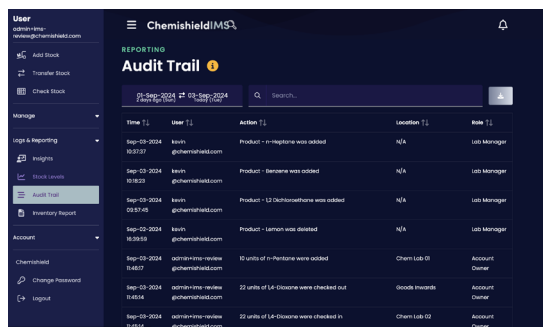 User
admin+ims-
review@chemishield.com
Add Stock
Transfer Stock
Check Stock
Manage
Logs & Reporting
Insights
Stock Levels
Audit Trail
Inventory Report
Account
Chemishield
Change Password
Logout
ChemishieldIMS
REPORTING
Audit Trail
01-Sep-2024 03-Sep-2024
2 days ago (Sun) Today (Tue)
Search...
Time User Action Location Role
Sep-03-2024 kevin Product - n-Heptane was added N/A Lab Manager
10:37:37 @chemishield.com
Sep-03-2024 kevin Product - Benzene was added N/A Lab Manager
10:18:23 @chemishield.com
Sep-03-2024 kevin Product - 1,2 Dichloroethane was added N/A Lab Manager
09:57:45 @chemishield.com
Sep-02-2024 kevin Product - Lemon was deleted N/A Lab Manager
16:39:59 @chemishield.com
Sep-03-2024 admin+ims-review 10 units of n-Pentane were added Chem Lab 01 Account
11:46:17 @chemishield.com Owner
Sep-03-2024 admin+ims-review 22 units of 1,4-Dioxane were checked out Goods Inwards Account
11:45:14 @chemishield.com Owner
Sep-03-2024 admin+ims-review 22 units of 1,4-Dioxane were checked in Chem Lab 02 Account
11:45:14 @chemishield.com Owner